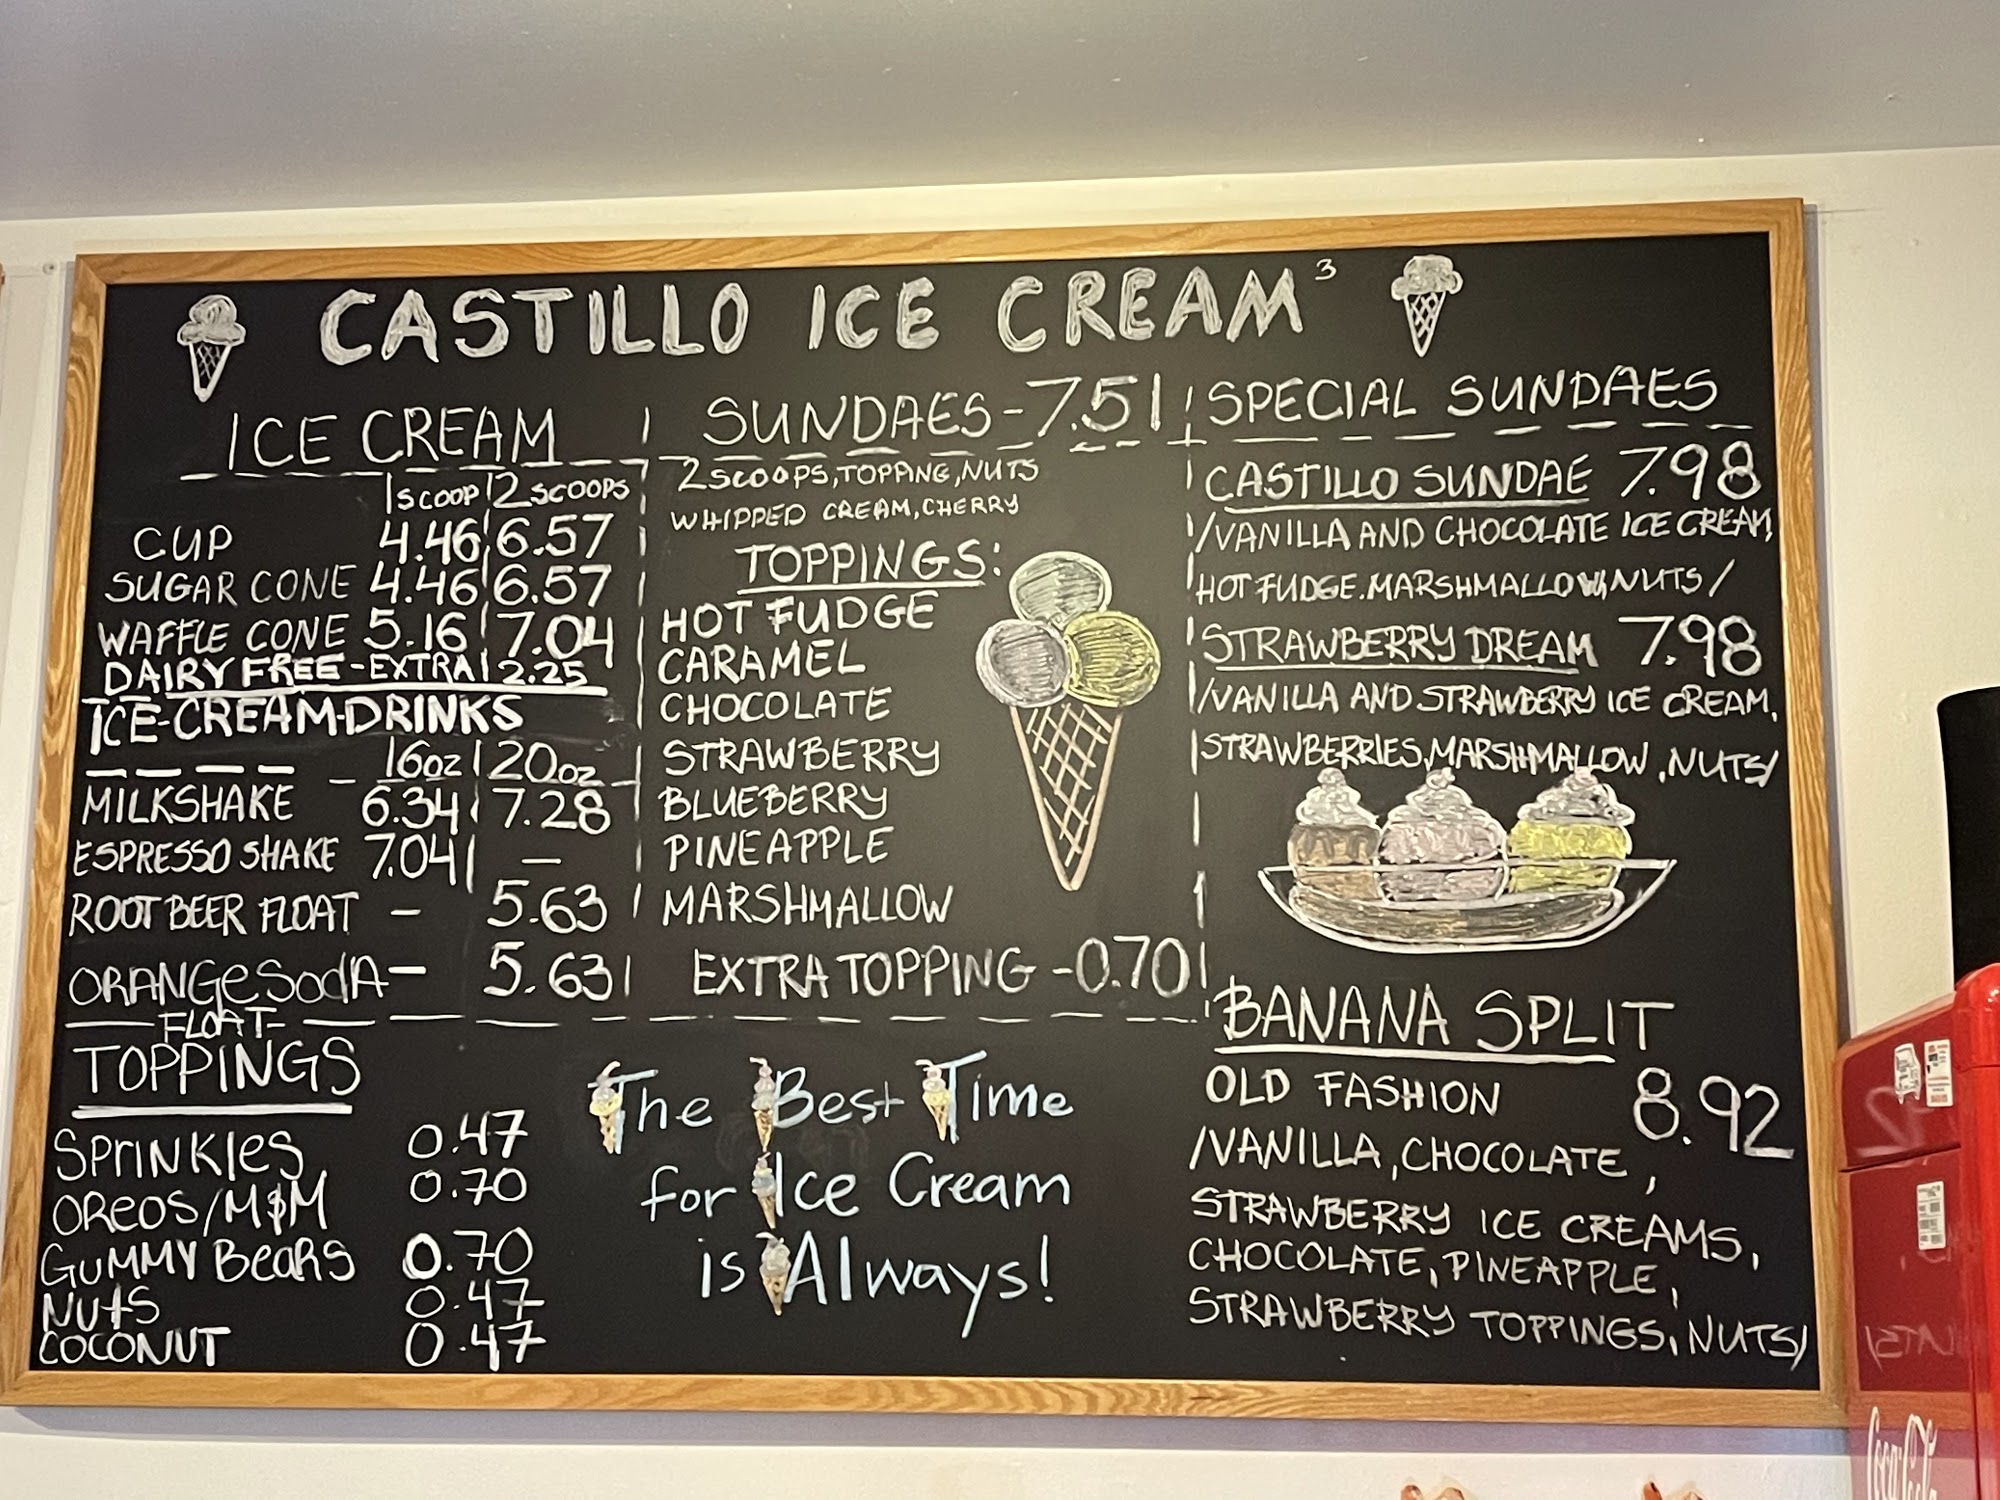 CASTILLO ICE CREAM 3
ICE CREAM
1 SCOOP 2 SCOOPS
CUP 4.46 6.57
SUGAR CONE 4.46 6.57
WAFFLE CONE 5.16 7.04
DAIRY FREE - EXTRA 2.25
ICE-CREAM-DRINKS
16oz 20oz
MILKSHAKE 6.34 7.28
ESPRESSO SHAKE 7.04 —
ROOT BEER FLOAT - 5.63
ORANGE SODA - 5.63
FLOAT
TOPPINGS
SPRINKLES 0.47
OREOS/M$M 0.70
GUMMY BEARS 0.70
NUTS 0.47
COCONUT 0.47
SUNDAES - 7.51
2 SCOOPS, TOPPING, NUTS
WHIPPED CREAM, CHERRY
TOPPINGS:
HOT FUDGE
CARAMEL
CHOCOLATE
STRAWBERRY
BLUEBERRY
PINEAPPLE
MARSHMALLOW
EXTRA TOPPING - 0.70
The Best Time
for Ice Cream
is Always!
SPECIAL SUNDAES
CASTILLO SUNDAE 7.98
/VANILLA AND CHOCOLATE ICE CREAM,
HOT FUDGE. MARSHMALLOW, NUTS/
STRAWBERRY DREAM 7.98
/VANILLA AND STRAWBERRY ICE CREAM,
STRAWBERRIES, MARSHMALLOW, NUTS/
BANANA SPLIT
OLD FASHION 8.92
/VANILLA, CHOCOLATE,
STRAWBERRY ICE CREAMS,
CHOCOLATE, PINEAPPLE,
STRAWBERRY TOPPINGS, NUTS/
Coca-Cola